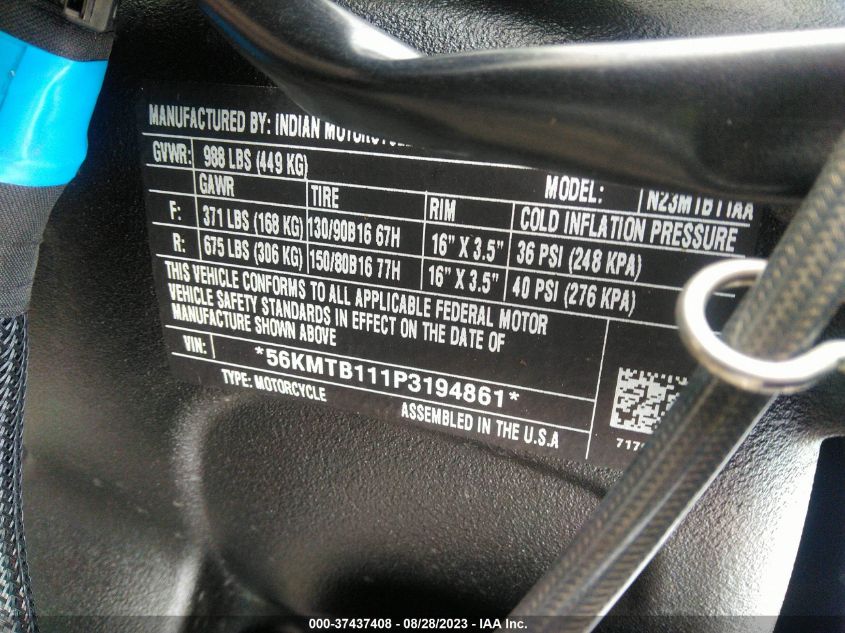 MANUFACTURED BY: INDIAN MOTORCYCLE
GVWR: 988 LBS (449 KG) MODEL: N23MTB11AA
GAWR TIRE RIM COLD INFLATION PRESSURE
F: 371 LBS (168 KG) 130/90B16 67H 16" X 3.5" 36 PSI (248 KPA)
R: 675 LBS (306 KG) 150/80B16 77H 16" X 3.5" 40 PSI (276 KPA)
THIS VEHICLE CONFORMS TO ALL APPLICABLE FEDERAL MOTOR
VEHICLE SAFETY STANDARDS IN EFFECT ON THE DATE OF
MANUFACTURE SHOWN ABOVE
VIN: *56KMTB111P3194861*
TYPE: MOTORCYCLE ASSEMBLED IN THE U.S.A
000-37437408 - 08/28/2023 - IAA Inc.